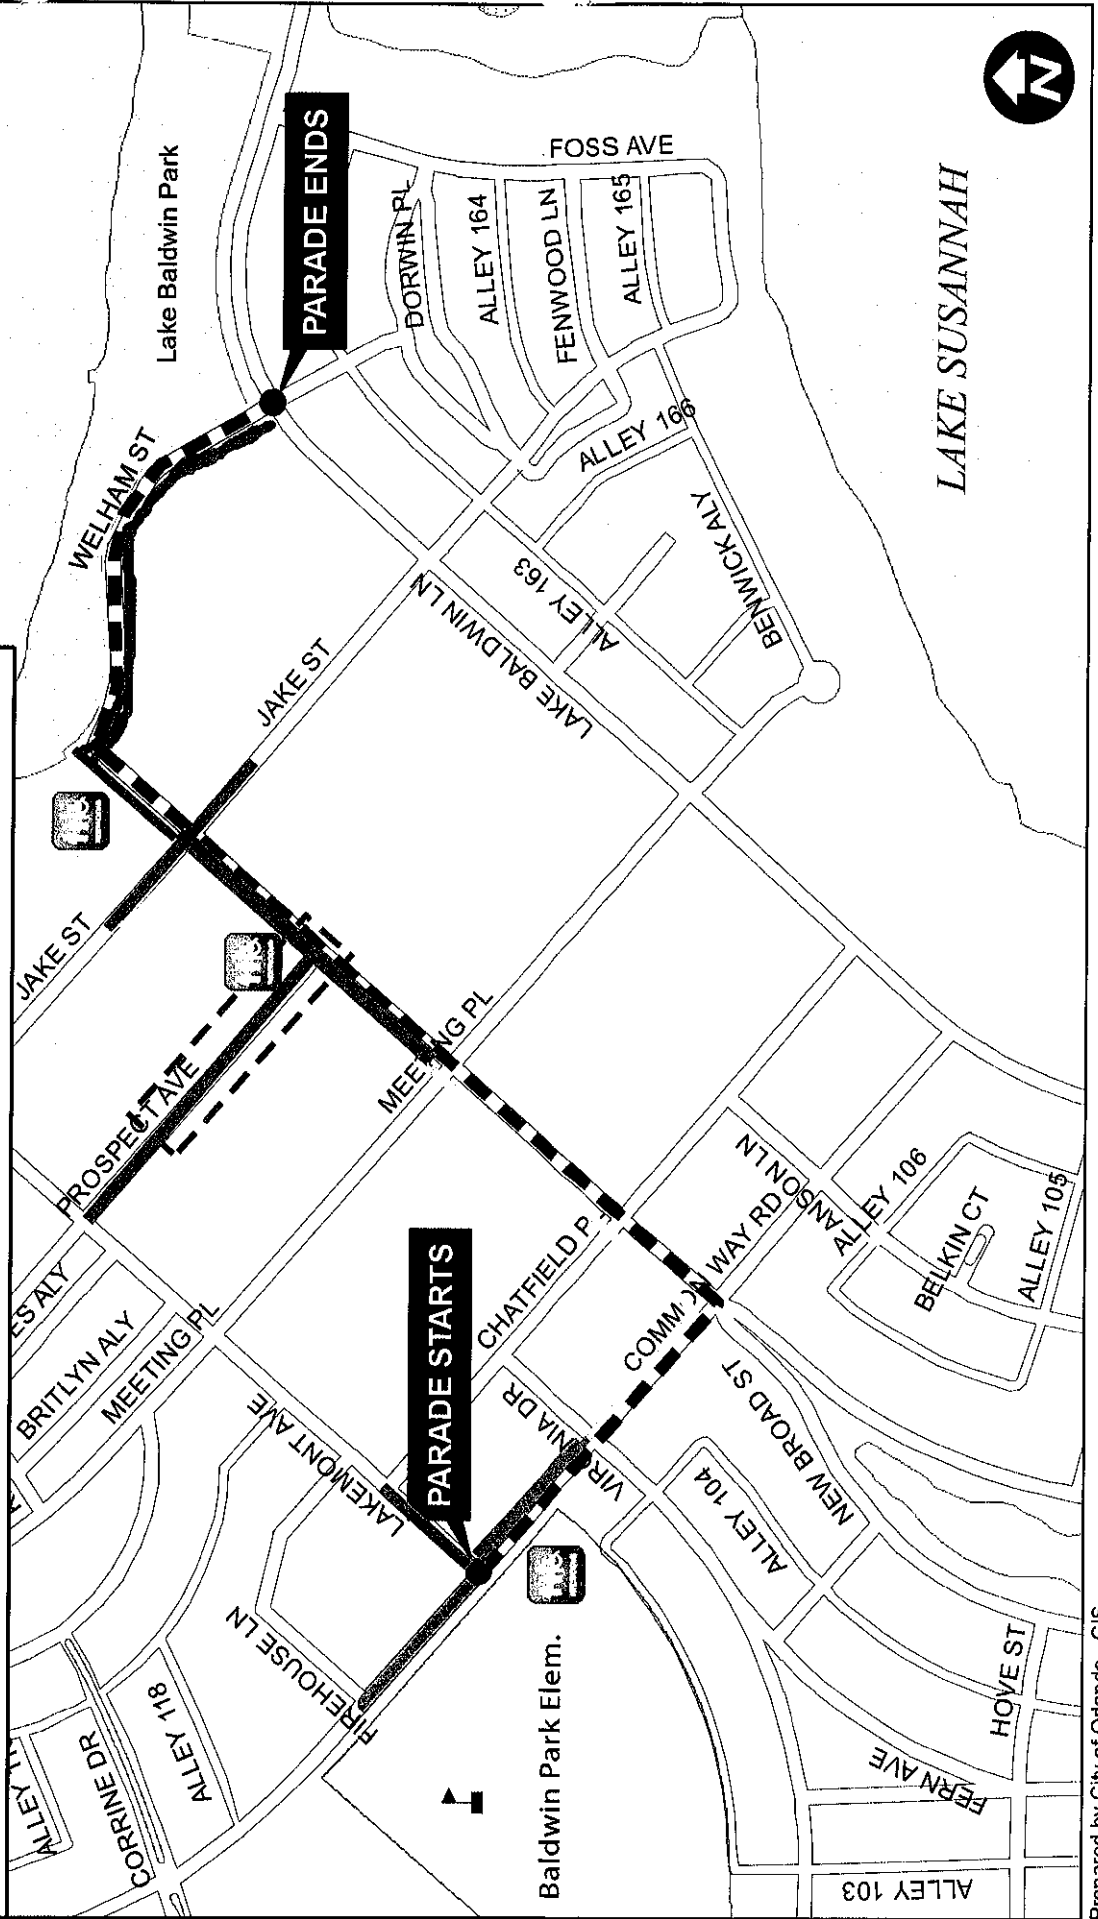 Lake Baldwin Park
PARADE ENDS
FOSS AVE
DORWIN PL
ALLEY 164
FENWOOD LN
ALLEY 165
LAKE SUSANNAH
N
WELHAM ST
ALLEY 166
BENWICK ALY
ALLEY 163
LAKE BALDWIN LN
JAKE ST
JAKE ST
PROSPECT AVE
MEETING PL
CHATFIELD PL
COMMON WAY RD
ANSON LN
ALLEY 106
BELKIN CT
ALLEY 105
BRITLYN ALY
MEETING PL
LAKEMONT AVE
PARADE STARTS
VIRGINIA DR
NEW BROAD ST
ALLEY 104
FIREHOUSE LN
ALLEY 118
CORRINE DR
Baldwin Park Elem.
HOVE ST
FERN AVE
ALLEY 103